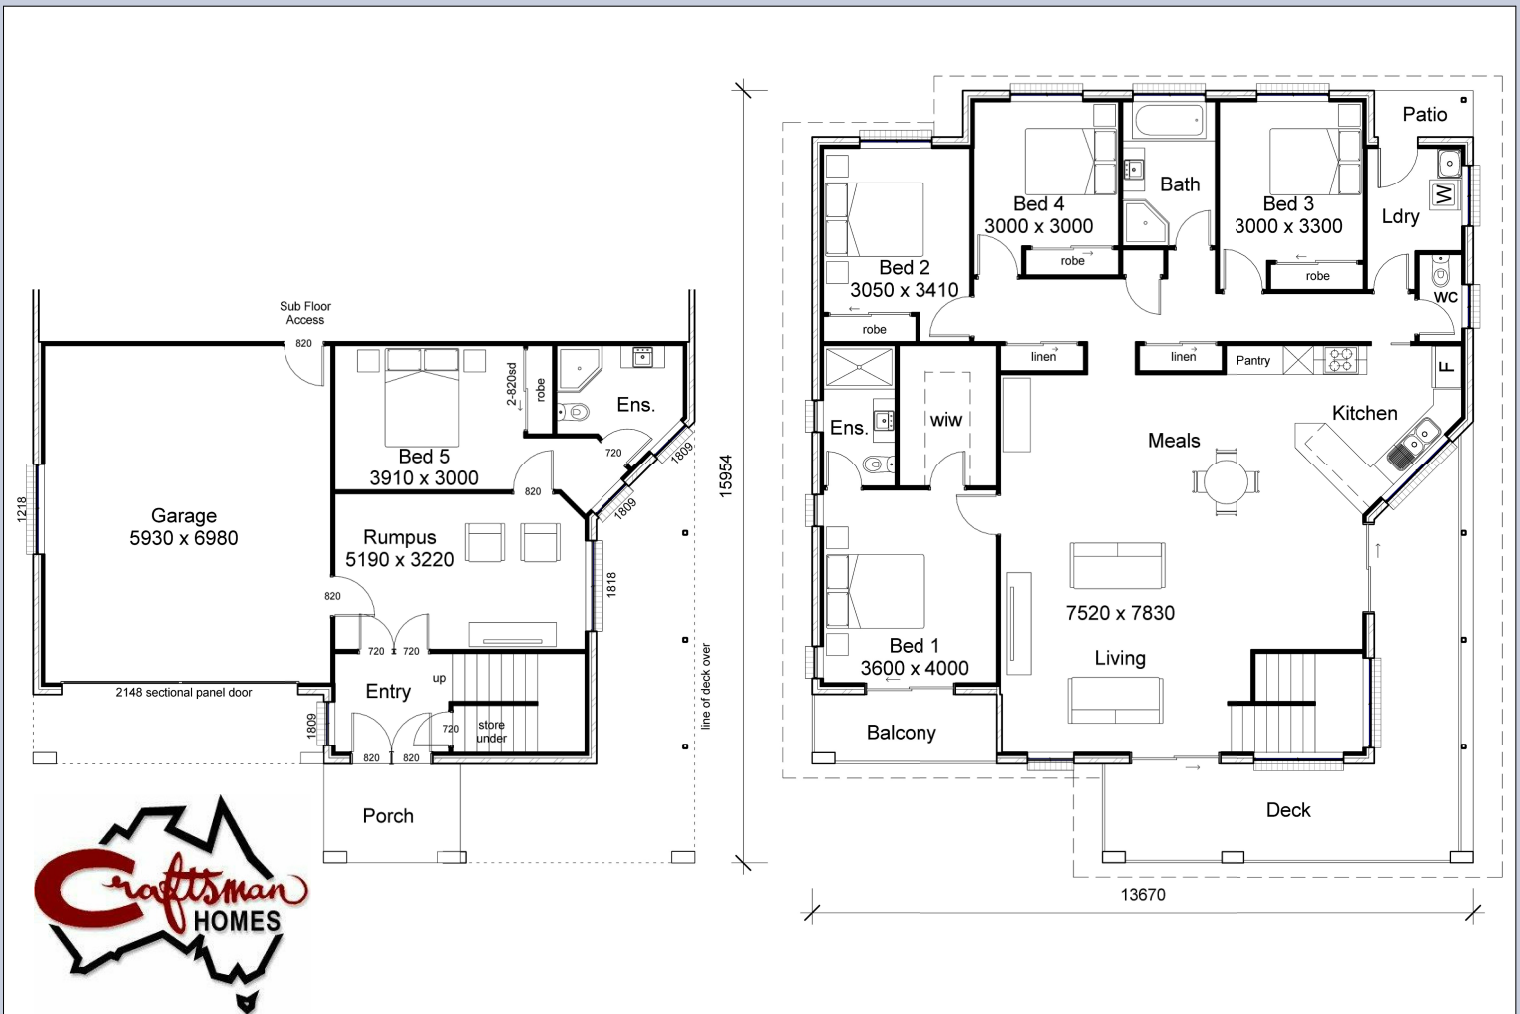 Sub Floor
Access
820
2-820sd
robe
Ens.
720
1809
1809
Bed 5
3910 x 3000
820
1218
Garage
5930 x 6980
Rumpus
5190 x 3220
1818
820
720
720
Entry
up
2148 sectional panel door
1809
720
store
under
820
820
line of deck over
Porch
Craftsman
HOMES
15954
Patio
Bed 4
3000 x 3000
robe
Bath
Bed 3
3000 x 3300
robe
Ldry
W
wc
Bed 2
3050 x 3410
robe
linen
linen
Pantry
F
Kitchen
Ens.
wiw
Meals
7520 x 7830
Living
Bed 1
3600 x 4000
Balcony
Deck
13670